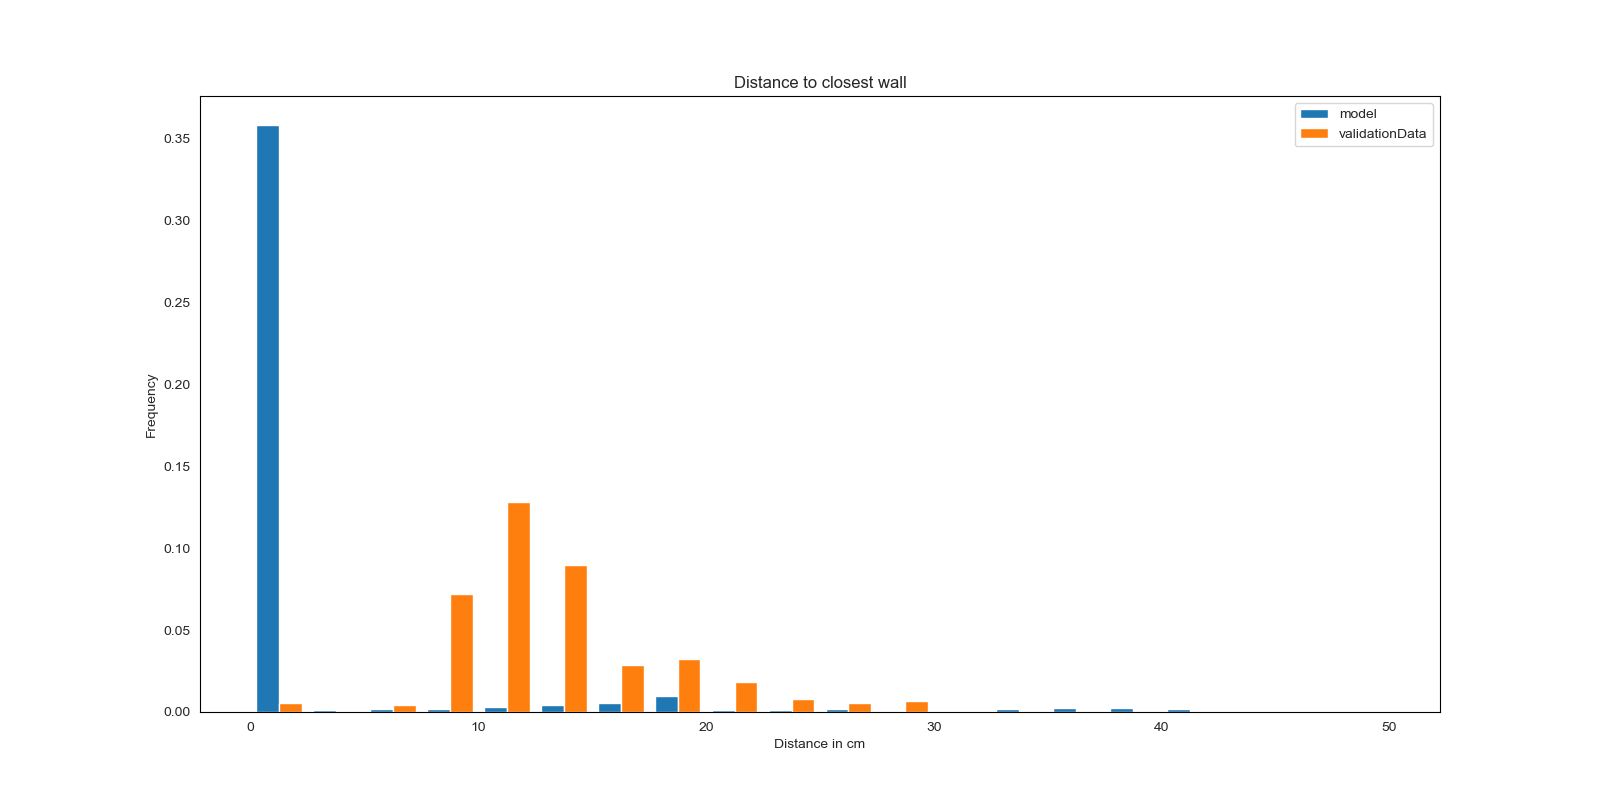 Distance to closest wall
model
validationData
Frequency
0.35
0.30
0.25
0.20
0.15
0.10
0.05
0.00
0 10 20 30 40 50
Distance in cm